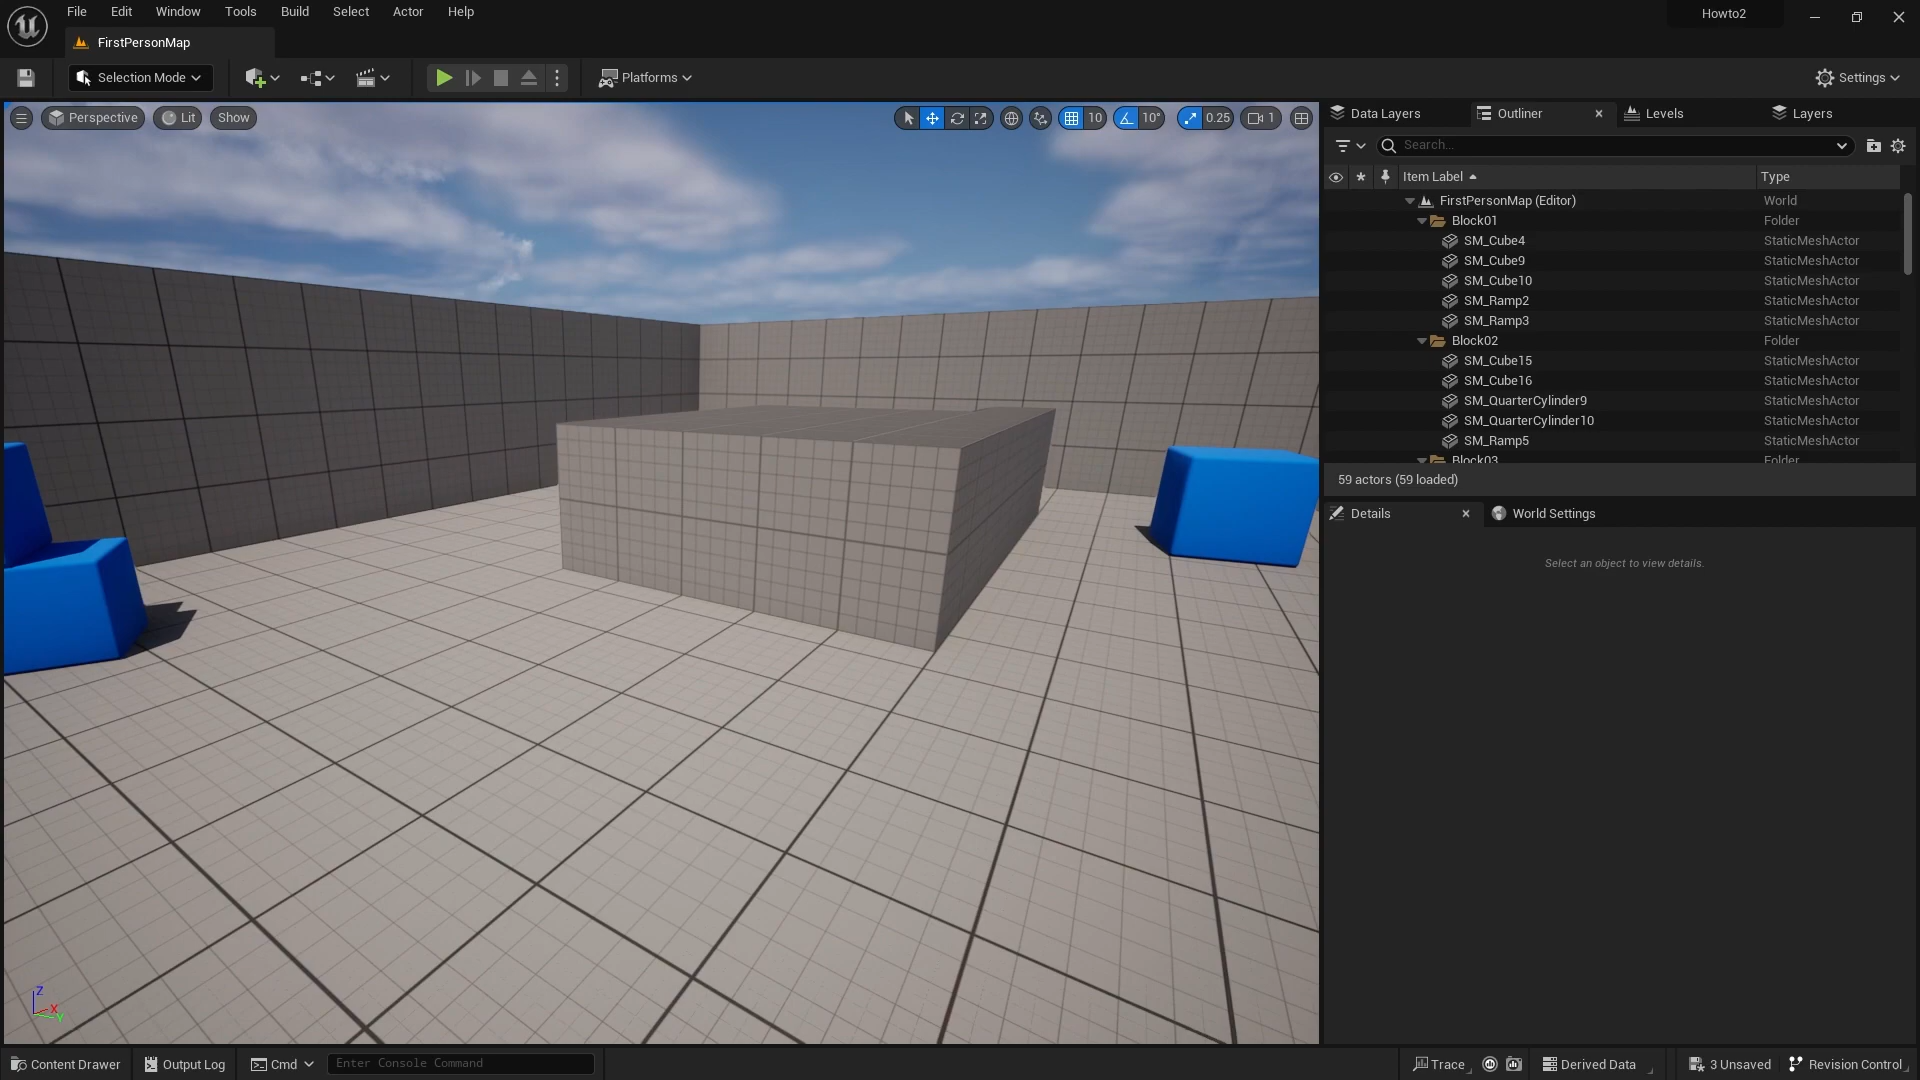 File Edit Window Tools Build Select Actor Help
Howto2
FirstPersonMap
Selection Mode
Platforms
Settings
Perspective Lit Show
10 10° 0.25 1
Data Layers Outliner Levels Layers
Search...
Item Label Type
FirstPersonMap (Editor) World
Block01 Folder
SM_Cube4 StaticMeshActor
SM_Cube9 StaticMeshActor
SM_Cube10 StaticMeshActor
SM_Ramp2 StaticMeshActor
SM_Ramp3 StaticMeshActor
Block02 Folder
SM_Cube15 StaticMeshActor
SM_Cube16 StaticMeshActor
SM_QuarterCylinder9 StaticMeshActor
SM_QuarterCylinder10 StaticMeshActor
SM_Ramp5 StaticMeshActor
Block03 Folder
59 actors (59 loaded)
Details World Settings
Select an object to view details.
Z
X
Y
Content Drawer Output Log Cmd Enter Console Command
Trace Derived Data 3 Unsaved Revision Control